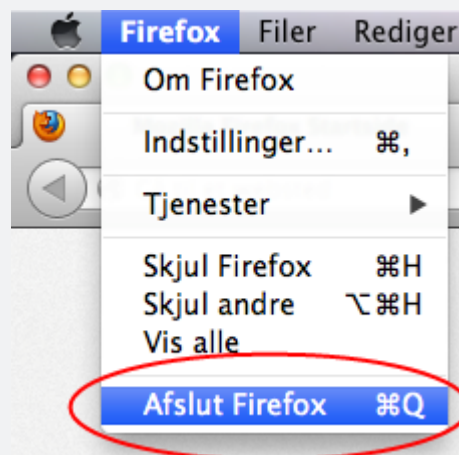 Firefox Filer Rediger
Om Firefox
Indstillinger... ⌘,
Tjenester ▶
Skjul Firefox ⌘H
Skjul andre ⌥⌘H
Vis alle
Afslut Firefox ⌘Q